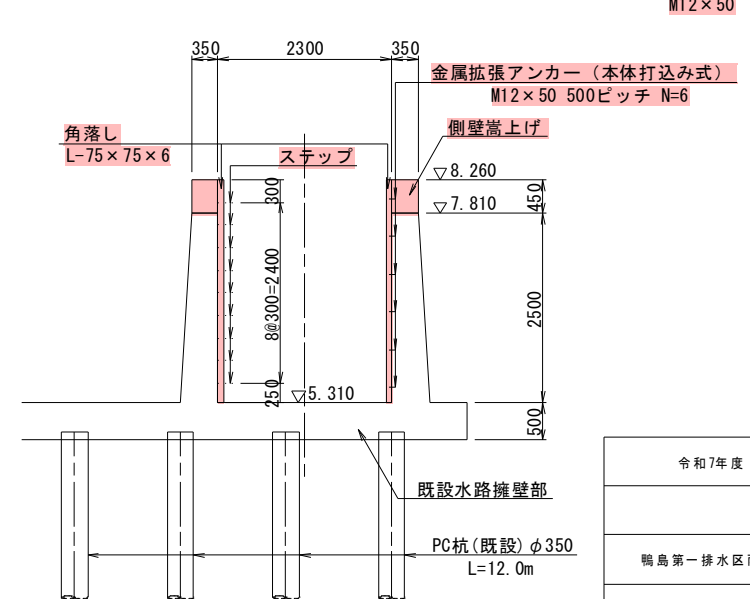 M12×50
350 2300 350
金属拡張アンカー（本体打込み式）
M12×50 500ピッチ N=6
角落し
L-75×75×6
ステップ
側壁嵩上げ
▽8.260
▽7.810
300
450
8@300=2400
2500
250
▽5.310
500
既設水路擁壁部
PC杭(既設)φ350
L=12.0m
令和7年度
鴨島第一排水区